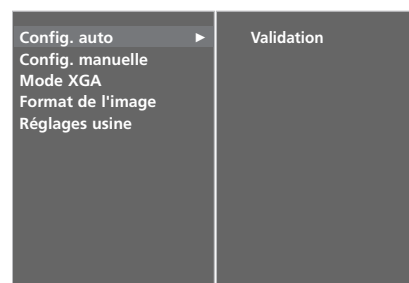 Config. auto ► Validation
Config. manuelle
Mode XGA
Format de l'image
Réglages usine